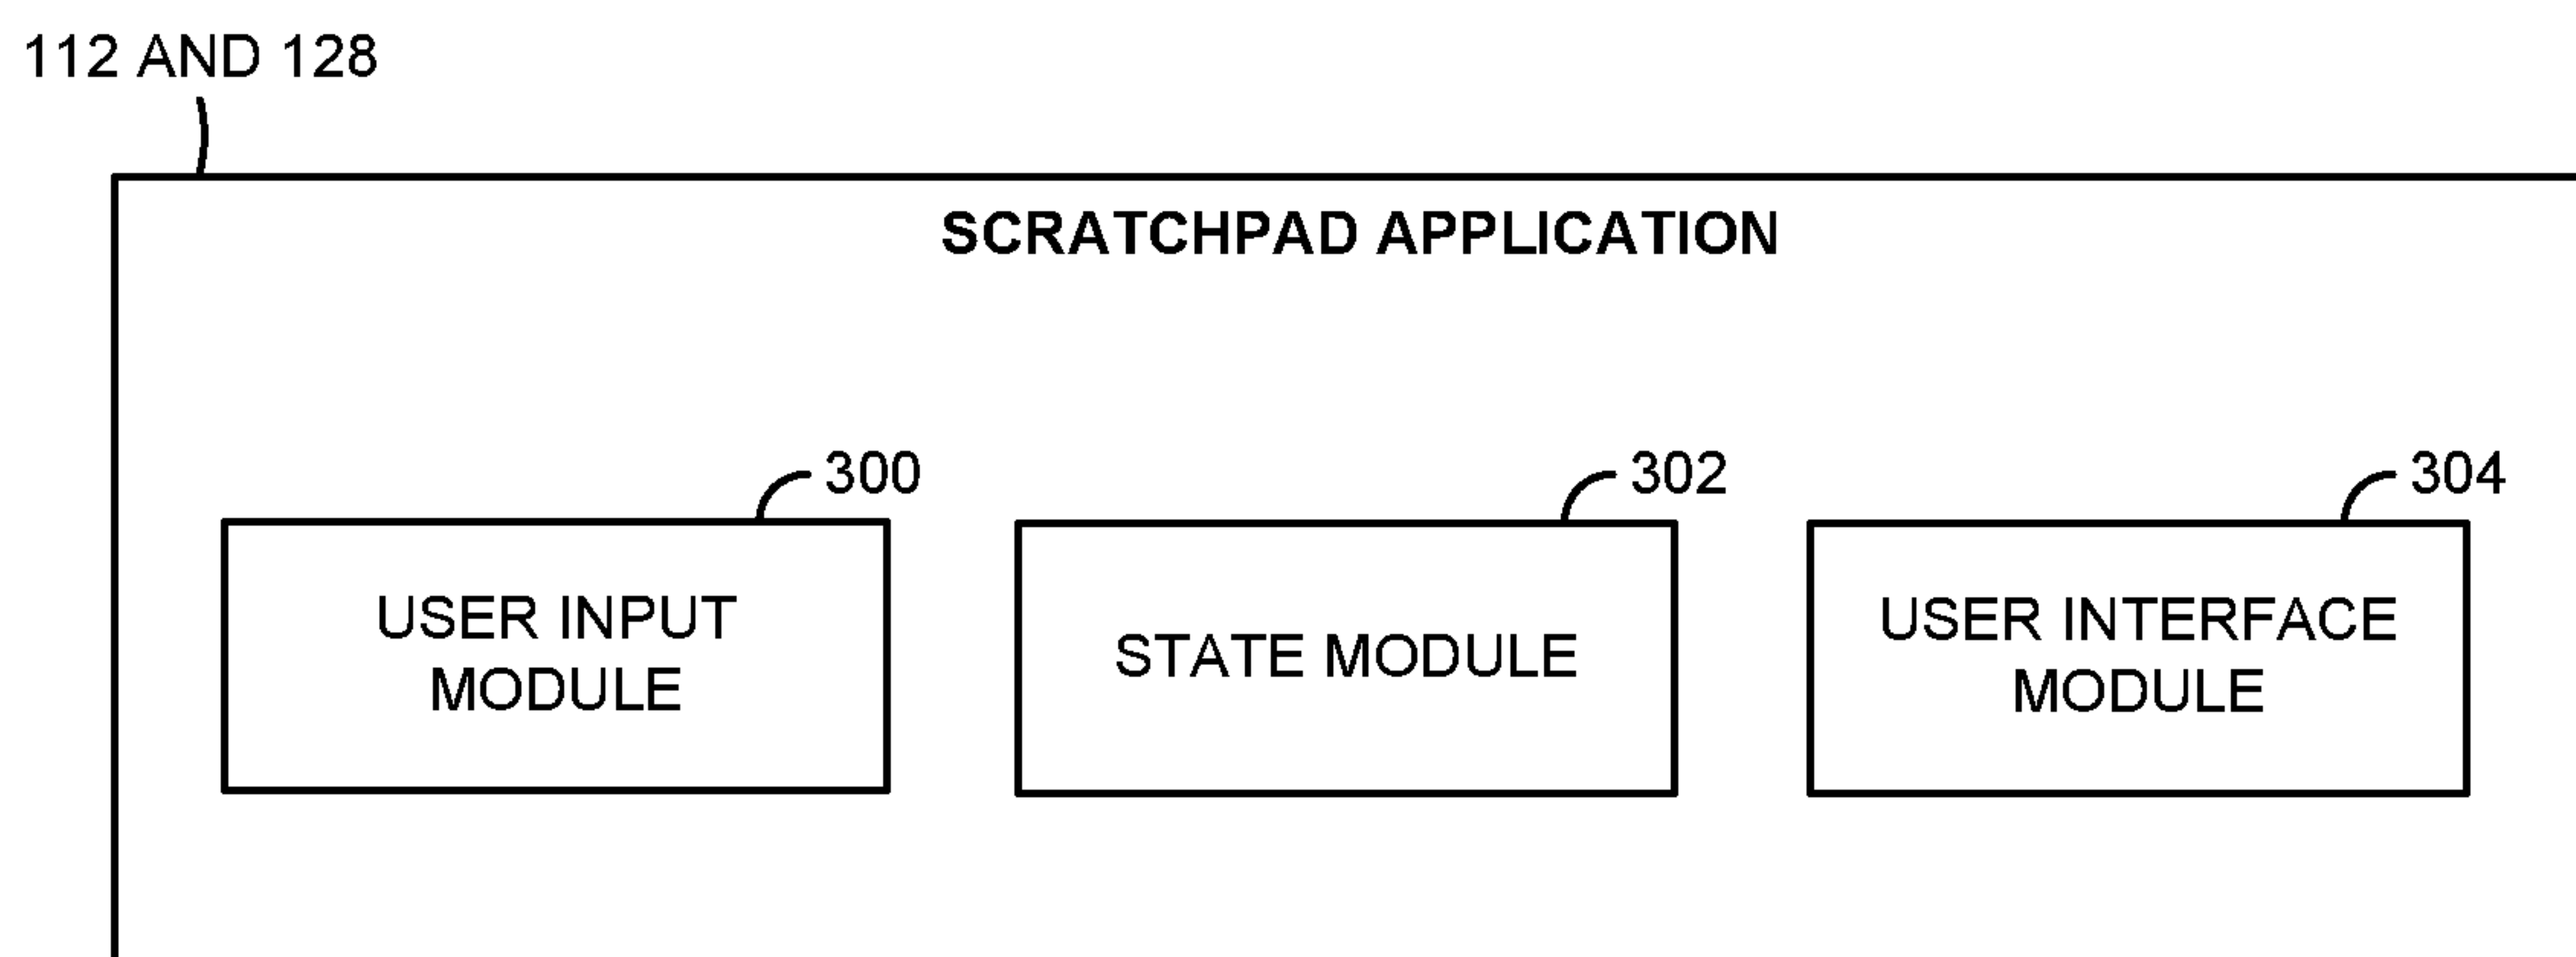 112 AND 128
SCRATCHPAD APPLICATION
300
302
304
USER INPUT
MODULE
STATE MODULE
USER INTERFACE
MODULE